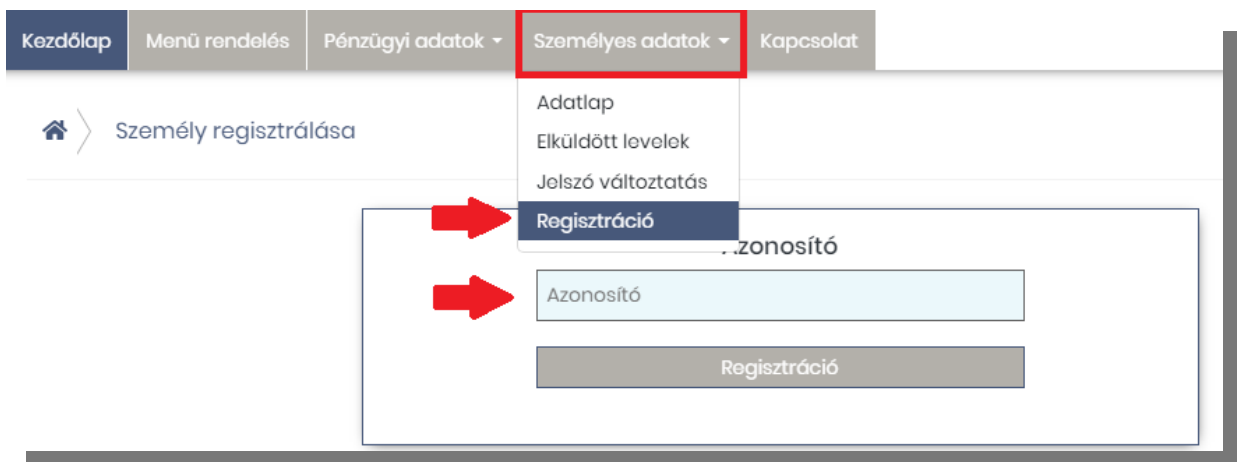 Kezdőlap Menü rendelés Pénzügyi adatok Személyes adatok Kapcsolat
Személy regisztrálása
Adatlap
Elküldött levelek
Jelszó változtatás
Regisztráció
Azonosító
Azonosító
Regisztráció